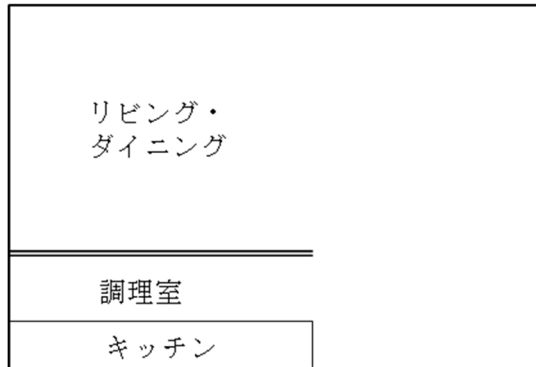 リビング・
ダイニング
調理室
キッチン